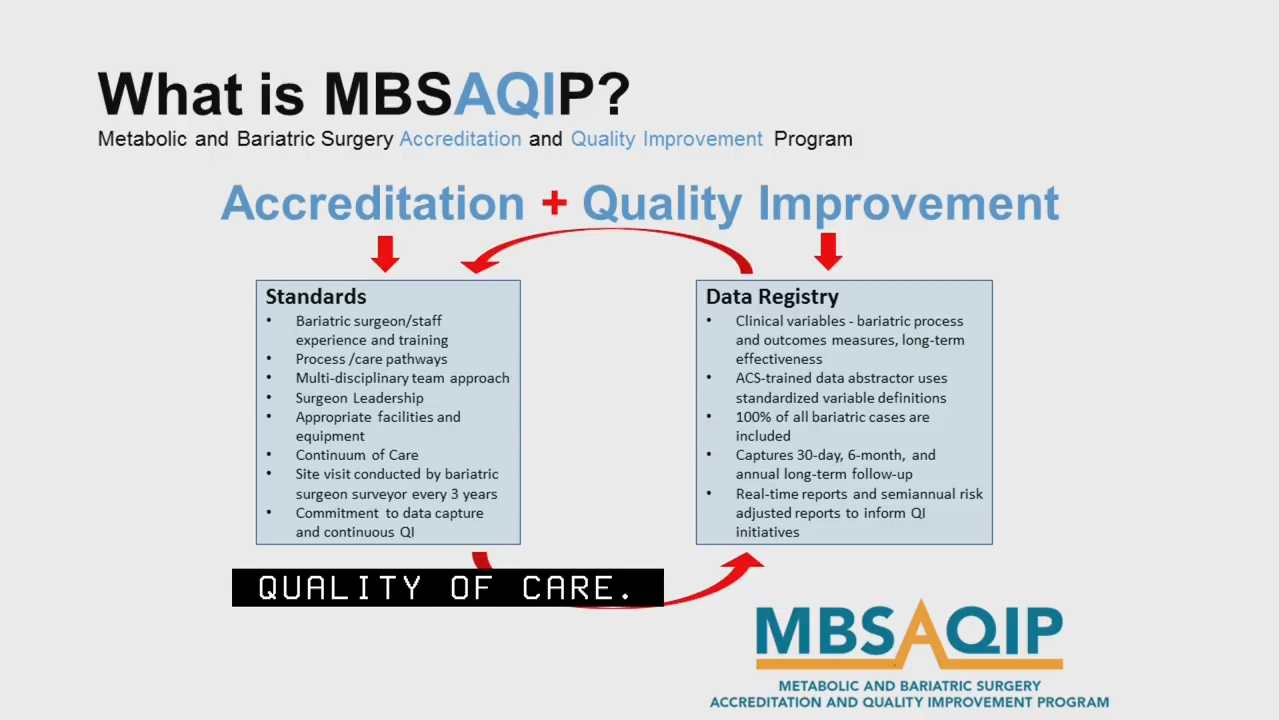 What is MBSAQIP?
Metabolic and Bariatric Surgery Accreditation and Quality Improvement Program
Accreditation + Quality Improvement
Standards
• Bariatric surgeon/staff
experience and training
• Process /care pathways
• Multi-disciplinary team approach
• Surgeon Leadership
• Appropriate facilities and
equipment
• Continuum of Care
• Site visit conducted by bariatric
surgeon surveyor every 3 years
• Commitment to data capture
and continuous QI
Data Registry
• Clinical variables - bariatric process
and outcomes measures, long-term
effectiveness
• ACS-trained data abstractor uses
standardized variable definitions
• 100% of all bariatric cases are
included
• Captures 30-day, 6-month, and
annual long-term follow-up
• Real-time reports and semiannual risk
adjusted reports to inform QI
initiatives
QUALITY OF CARE.
MBSAQIP
METABOLIC AND BARIATRIC SURGERY
ACCREDITATION AND QUALITY IMPROVEMENT PROGRAM